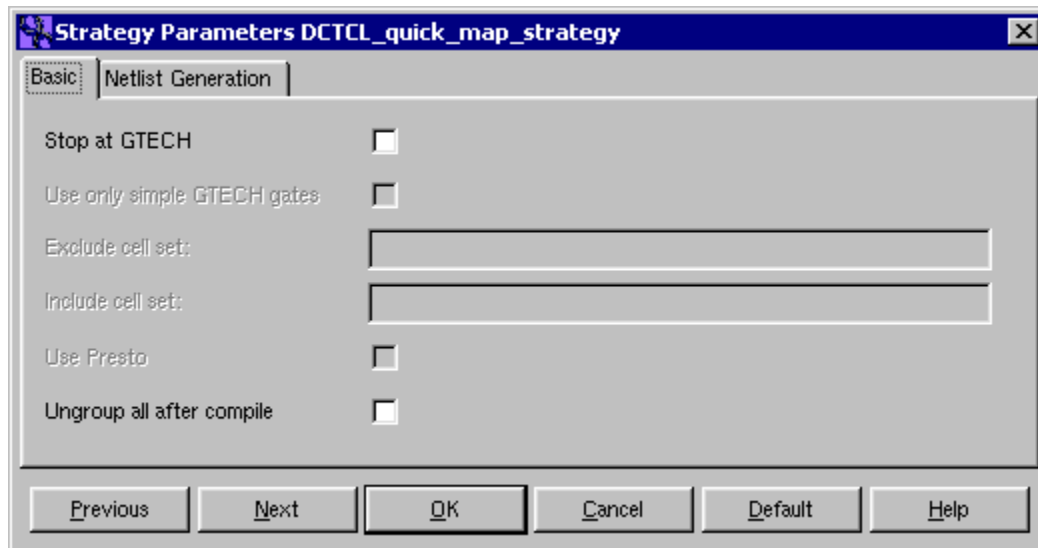 Strategy Parameters DCTCL_quick_map_strategy
Basic Netlist Generation
Stop at GTECH
Use only simple GTECH gates
Exclude cell set:
Include cell set:
Use Presto
Ungroup all after compile
Previous Next OK Cancel Default Help